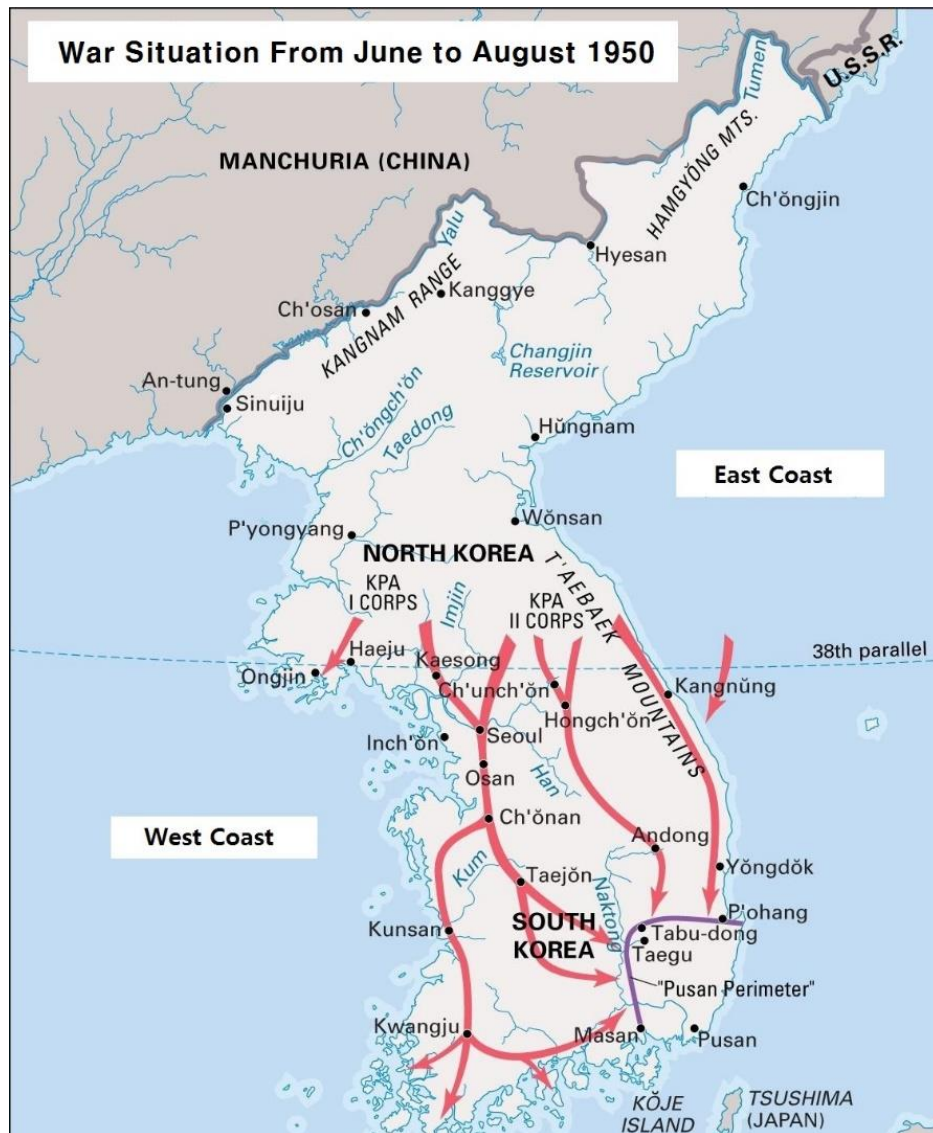 War Situation From June to August 1950
U.S.S.R.
Tumen
MANCHURIA (CHINA)
HAMGYŎNG MTS.
Ch'ŏngjin
Yalu
Hyesan
Kanggye
Ch'osan
KANGNAM RANGE
Changjin
Reservoir
An-tung
Sinuiju
Ch'ŏngch'ŏn
Taedong
Hŭngnam
East Coast
Wŏnsan
P'yongyang
NORTH KOREA
T'AEBAEK MOUNTAINS
KPA
I CORPS
Imjin
KPA
II CORPS
38th parallel
Haeju
Kaesong
Ongjin
Ch'unch'ŏn
Kangnŭng
Hongch'ŏn
Seoul
Inch'ŏn
Osan
Han
Ch'ŏnan
West Coast
Andong
Kum
Taejŏn
Naktong
Yŏngdŏk
P'ohang
SOUTH
KOREA
Tabu-dong
Taegu
Kunsan
"Pusan Perimeter"
Kwangju
Masan
Pusan
KŎJE
ISLAND
TSUSHIMA
(JAPAN)